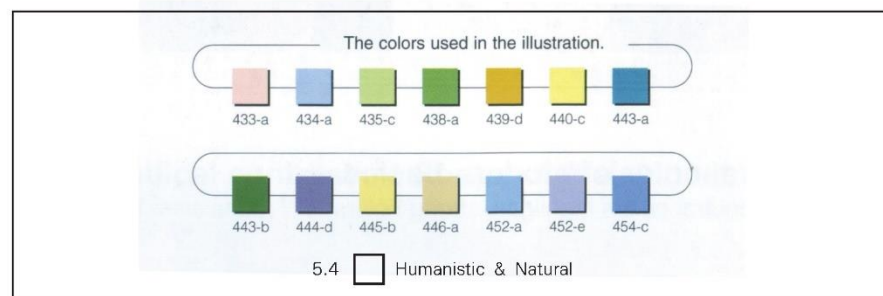 The colors used in the illustration.
433-a 434-a 435-c 438-a 439-d 440-c 443-a
443-b 444-d 445-b 446-a 452-a 452-e 454-c
5.4 Humanistic & Natural